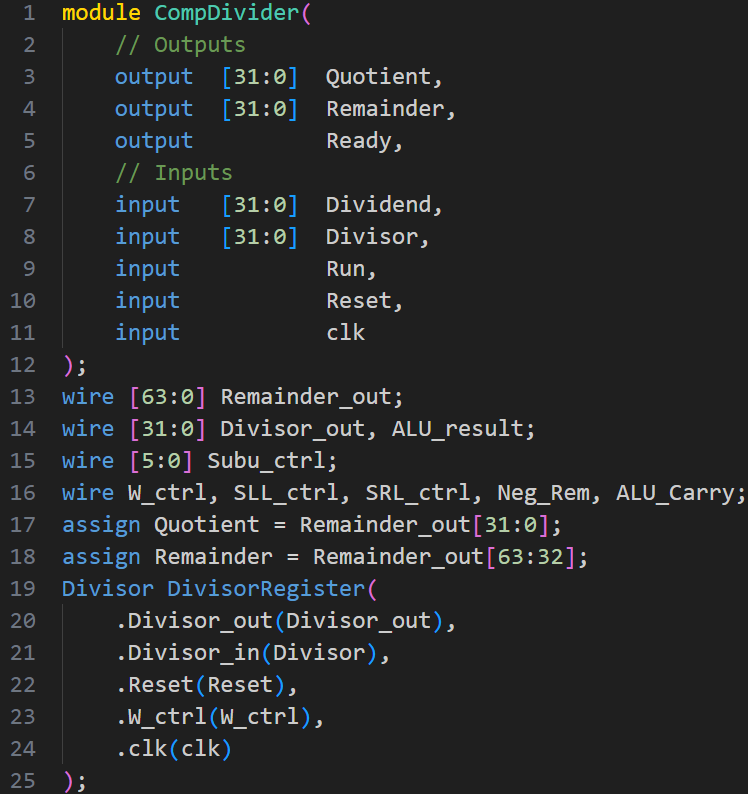 1 module CompDivider(
2     // Outputs
3     output  [31:0]  Quotient,
4     output  [31:0]  Remainder,
5     output          Ready,
6     // Inputs
7     input   [31:0]  Dividend,
8     input   [31:0]  Divisor,
9     input           Run,
10     input           Reset,
11     input           clk
12 );
13 wire [63:0] Remainder_out;
14 wire [31:0] Divisor_out, ALU_result;
15 wire [5:0] Subu_ctrl;
16 wire W_ctrl, SLL_ctrl, SRL_ctrl, Neg_Rem, ALU_Carry;
17 assign Quotient = Remainder_out[31:0];
18 assign Remainder = Remainder_out[63:32];
19 Divisor DivisorRegister(
20     .Divisor_out(Divisor_out),
21     .Divisor_in(Divisor),
22     .Reset(Reset),
23     .W_ctrl(W_ctrl),
24     .clk(clk)
25 );